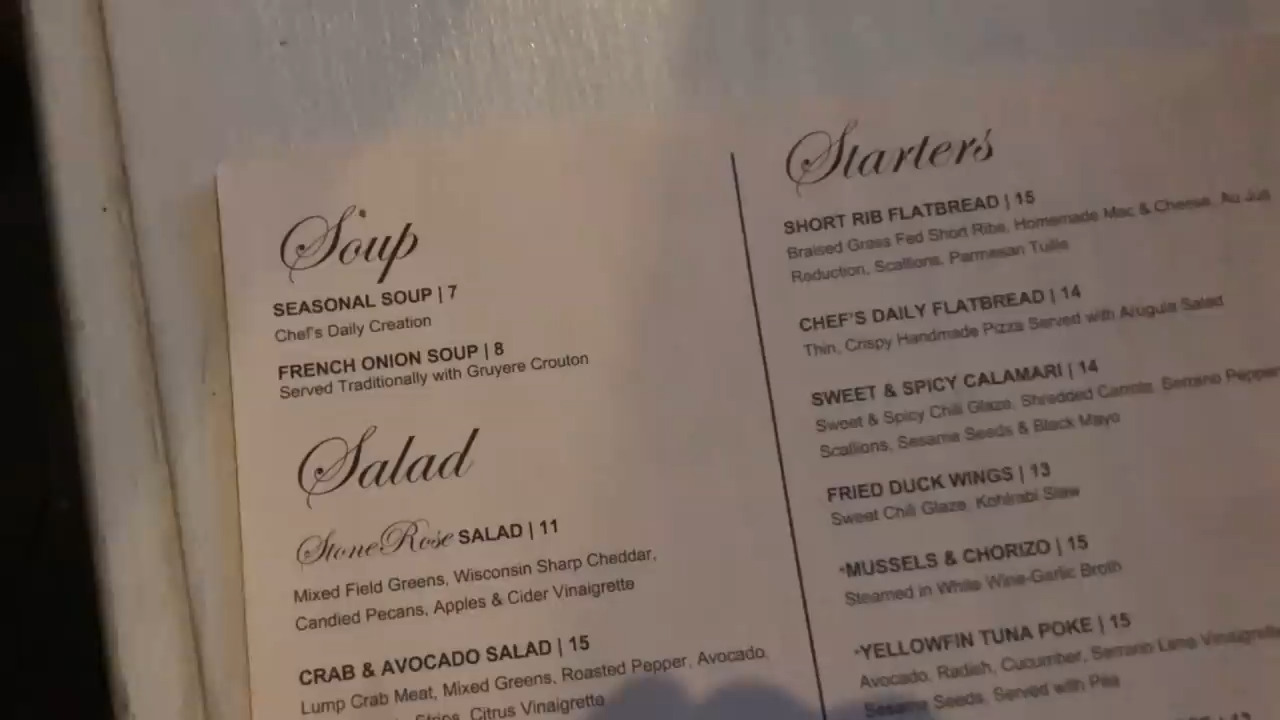 Soup
SEASONAL SOUP | 7
Chef's Daily Creation
FRENCH ONION SOUP | 8
Served Traditionally with Gruyere Crouton
Salad
StoneRose SALAD | 11
Mixed Field Greens, Wisconsin Sharp Cheddar,
Candied Pecans, Apples & Cider Vinaigrette
CRAB & AVOCADO SALAD | 15
Lump Crab Meat, Mixed Greens, Roasted Pepper, Avocado,
Strips, Citrus Vinaigrette
Starters
SHORT RIB FLATBREAD | 15
Braised Grass Fed Short Ribs, Homemade Mac & Cheese, Au Jus
Reduction, Scallions, Parmesan Tuille
CHEF'S DAILY FLATBREAD | 14
Thin, Crispy Handmade Pizza Served with Arugula Salad
SWEET & SPICY CALAMARI | 14
Sweet & Spicy Chili Glaze, Shredded Carrots, Serrano Pepper
Scallions, Sesame Seeds & Black Mayo
FRIED DUCK WINGS | 13
Sweet Chili Glaze, Kohlrabi Slaw
*MUSSELS & CHORIZO | 15
Steamed in White Wine-Garlic Broth
*YELLOWFIN TUNA POKE | 15
Avocado, Radish, Cucumber, Serrano Lime Vinaigrette
Sesame Seeds, Served with Pita